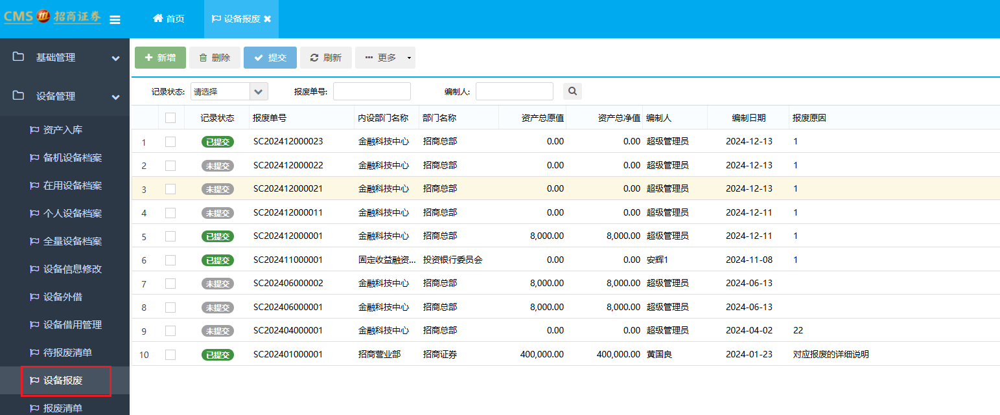 CMS 招商证券 首页 设备报废
基础管理
设备管理
资产入库
备机设备档案
在用设备档案
个人设备档案
全量设备档案
设备信息修改
设备外借
设备借用管理
待报废清单
设备报废
报废清单
新增 删除 提交 刷新 更多
记录状态: 请选择 报废单号: 编制人:
记录状态 报废单号 内设部门名称 部门名称 资产总原值 资产总净值 编制人 编制日期 报废原因
1 已提交 SC202412000023 金融科技中心 招商总部 0.00 0.00 超级管理员 2024-12-13 1
2 未提交 SC202412000022 金融科技中心 招商总部 0.00 0.00 超级管理员 2024-12-13 1
3 未提交 SC202412000021 金融科技中心 招商总部 0.00 0.00 超级管理员 2024-12-13 1
4 未提交 SC202412000011 金融科技中心 招商总部 0.00 0.00 超级管理员 2024-12-11 1
5 已提交 SC202412000001 金融科技中心 招商总部 8,000.00 8,000.00 超级管理员 2024-12-11 1
6 已提交 SC202411000001 固定收益融资... 投资银行委员会 0.00 0.00 安辉1 2024-11-08 1
7 未提交 SC202406000002 金融科技中心 招商总部 8,000.00 8,000.00 超级管理员 2024-06-13
8 未提交 SC202406000001 金融科技中心 招商总部 8,000.00 8,000.00 超级管理员 2024-06-13
9 未提交 SC202404000001 金融科技中心 招商总部 0.00 0.00 超级管理员 2024-04-02 22
10 已提交 SC202401000001 招商营业部 招商证券 400,000.00 400,000.00 黄国良 2024-01-23 对应报废的详细说明